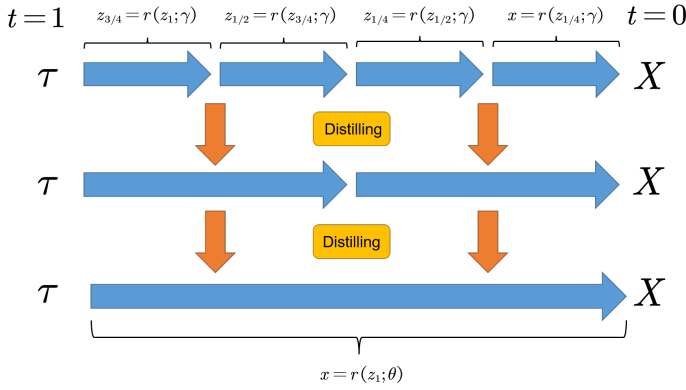 t=1 z_{3/4}=r(z_1;γ) z_{1/2}=r(z_{3/4};γ) z_{1/4}=r(z_{1/2};γ) x=r(z_{1/4};γ) t=0
τ X
Distilling
τ X
Distilling
τ X
x=r(z_1;θ)